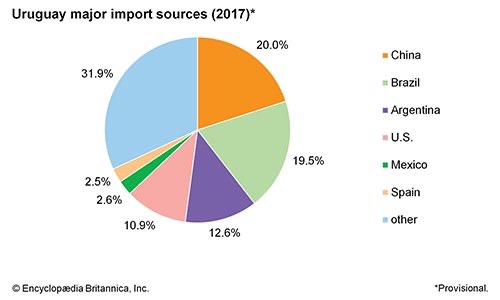 Uruguay major import sources (2017)*
31.9%
20.0%
19.5%
12.6%
10.9%
2.6%
2.5%
China
Brazil
Argentina
U.S.
Mexico
Spain
other
© Encyclopædia Britannica, Inc.
*Provisional.